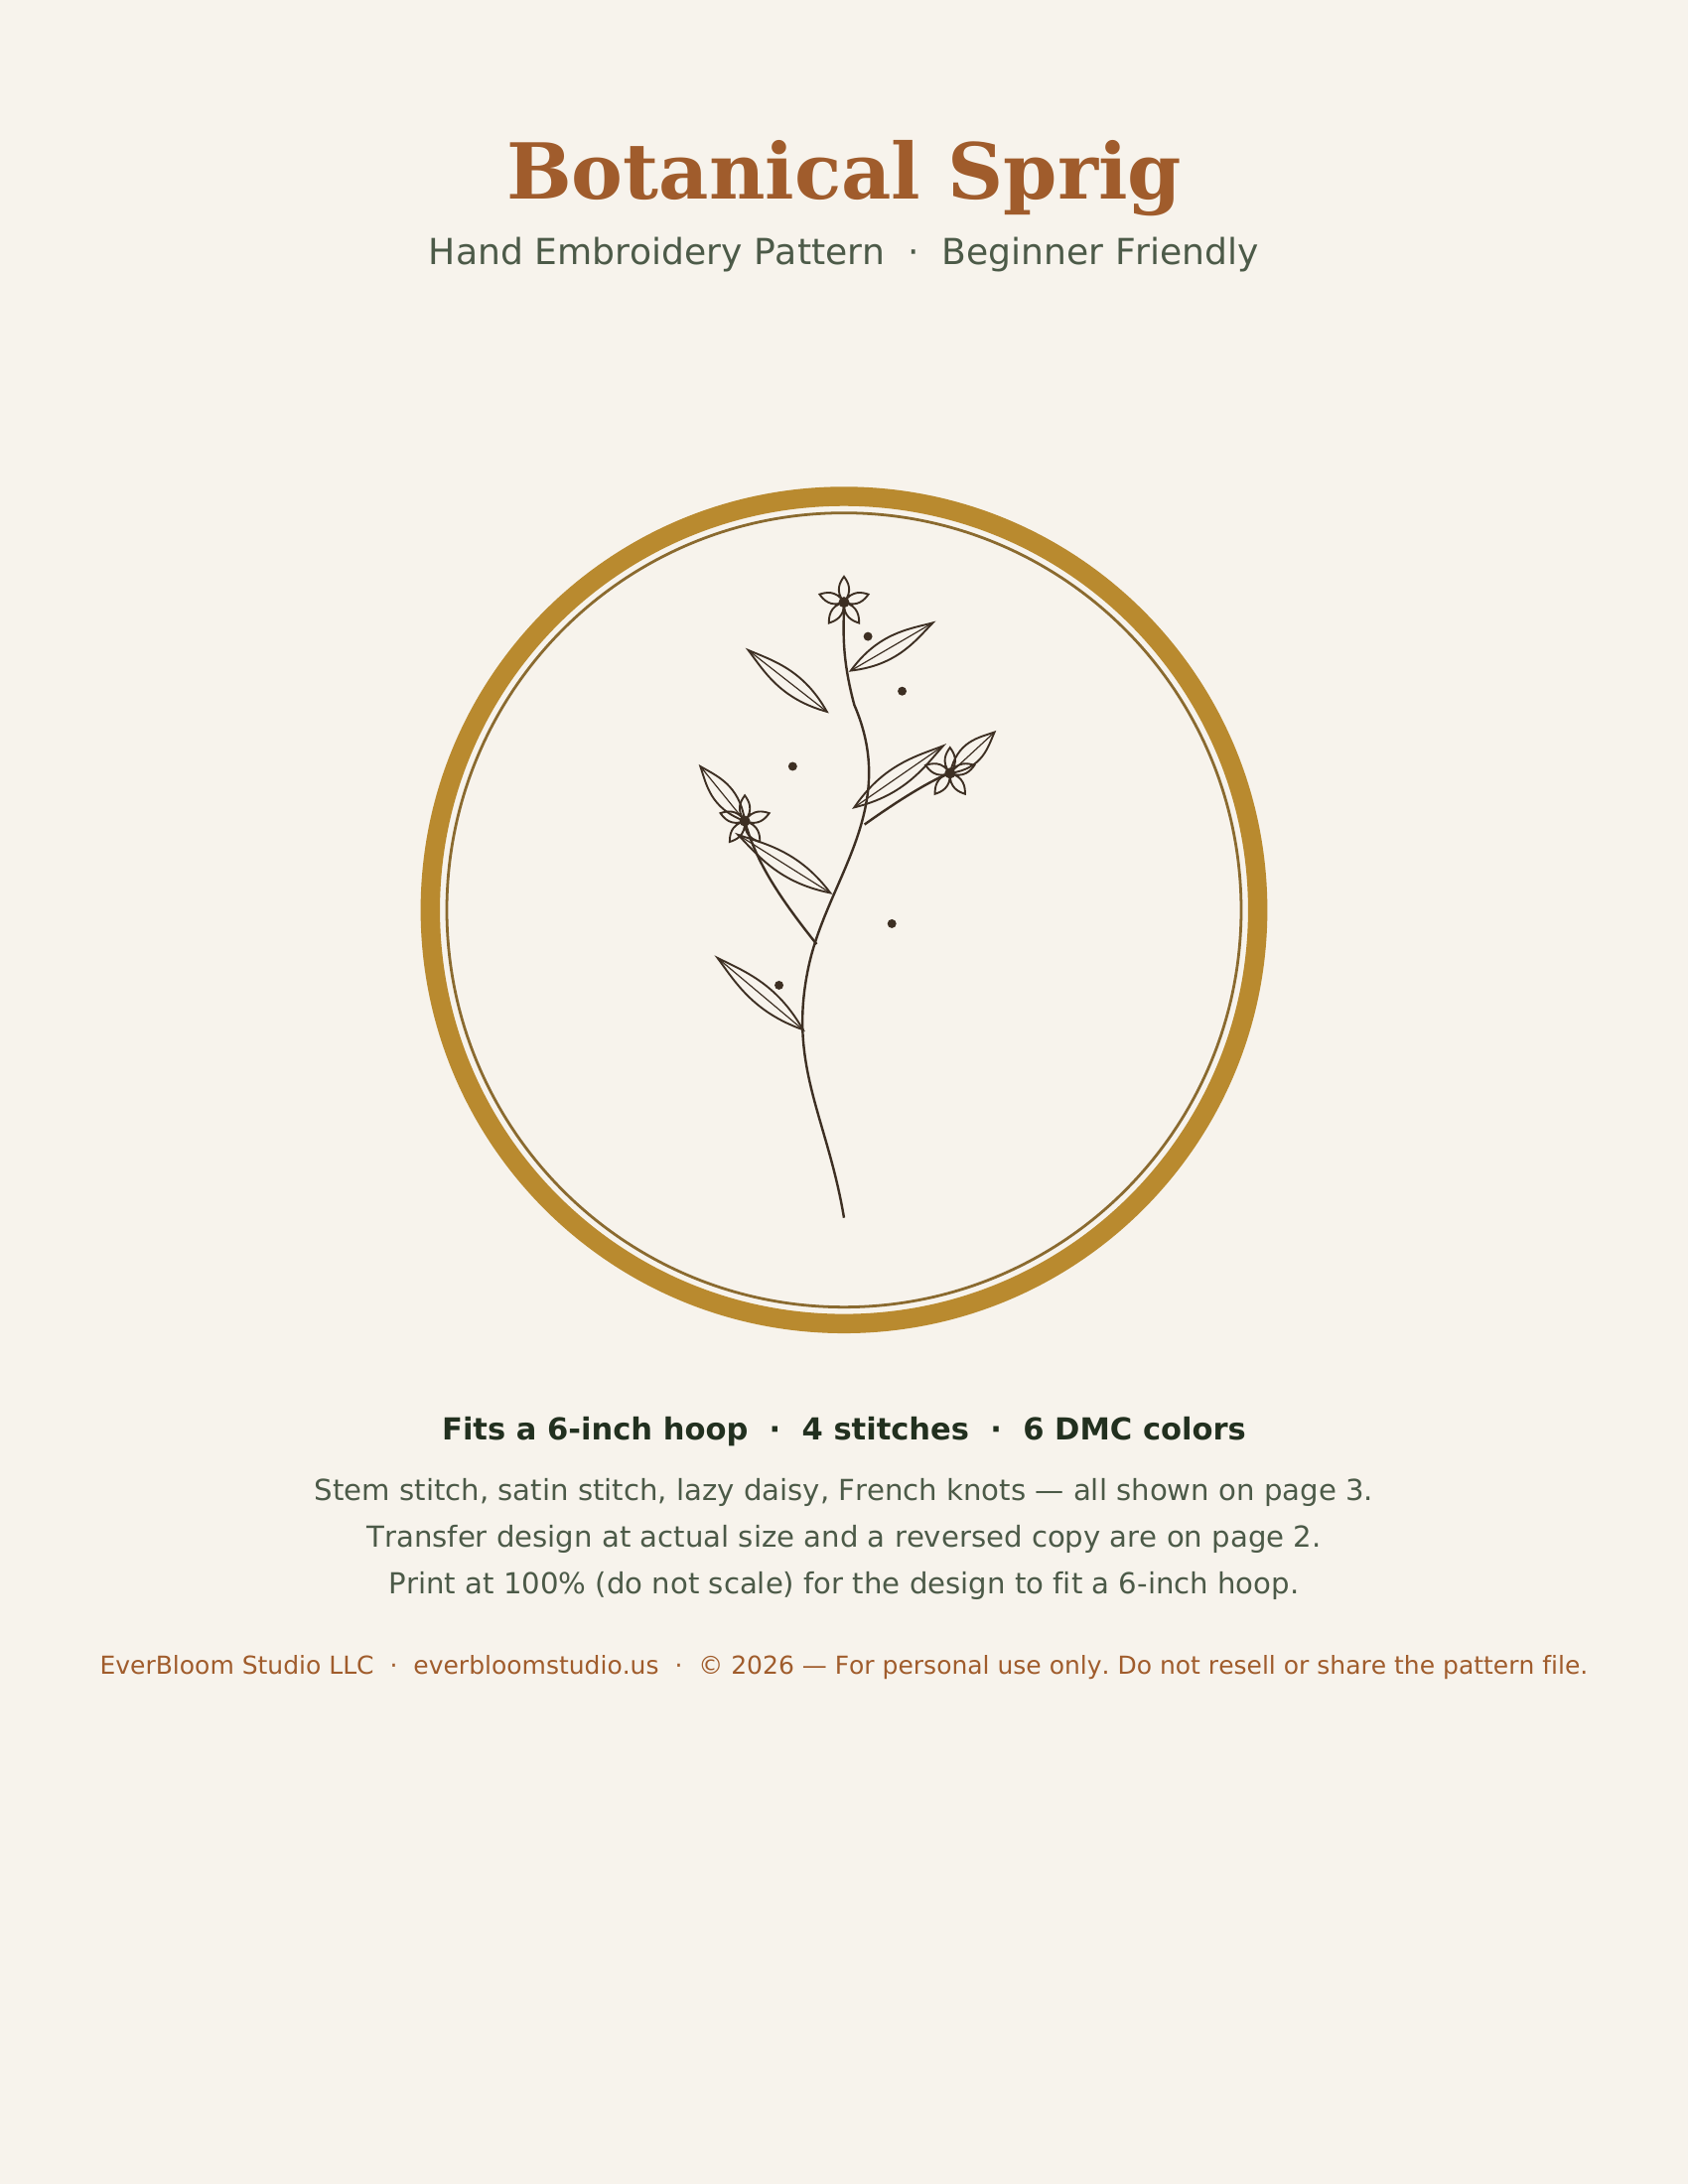 Botanical Sprig
Hand Embroidery Pattern · Beginner Friendly
Fits a 6-inch hoop · 4 stitches · 6 DMC colors
Stem stitch, satin stitch, lazy daisy, French knots — all shown on page 3.
Transfer design at actual size and a reversed copy are on page 2.
Print at 100% (do not scale) for the design to fit a 6-inch hoop.
EverBloom Studio LLC · everbloomstudio.us · © 2026 — For personal use only. Do not resell or share the pattern file.